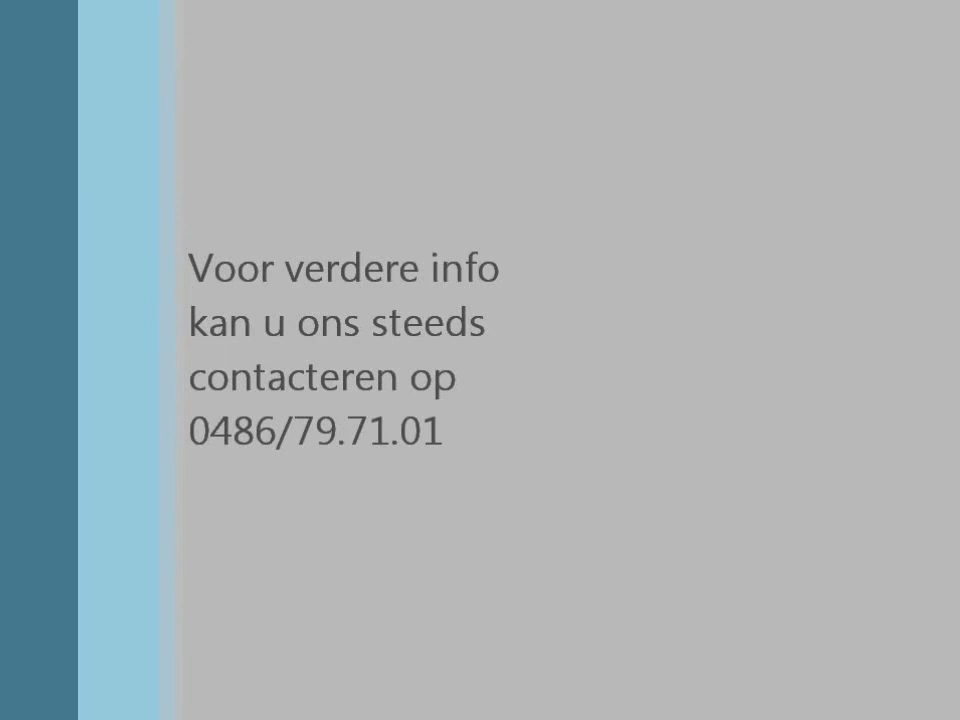 Voor verdere info
kan u ons steeds
contacteren op
0486/79.71.01